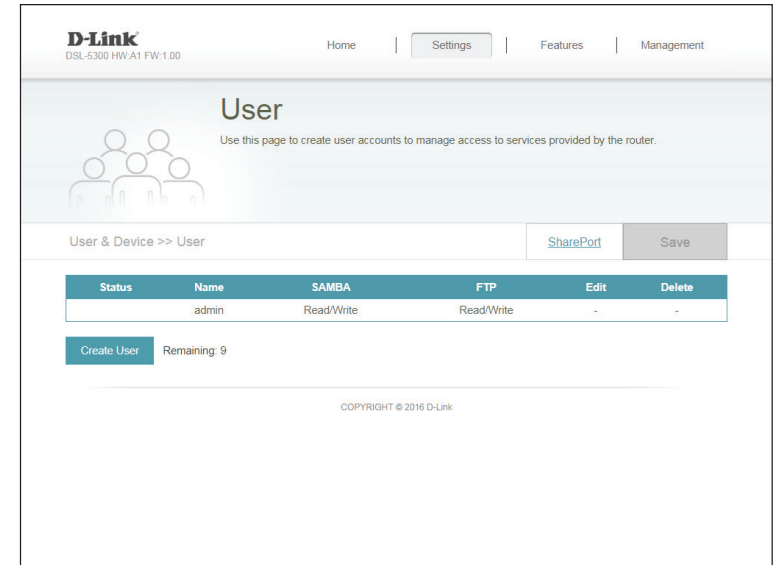 D-Link
DSL-5300 HW:A1 FW:1.00
Home Settings Features Management
User
Use this page to create user accounts to manage access to services provided by the router.
User & Device >> User SharePort Save
Status Name SAMBA FTP Edit Delete
admin Read/Write Read/Write - -
Create User Remaining: 9
COPYRIGHT © 2016 D-Link